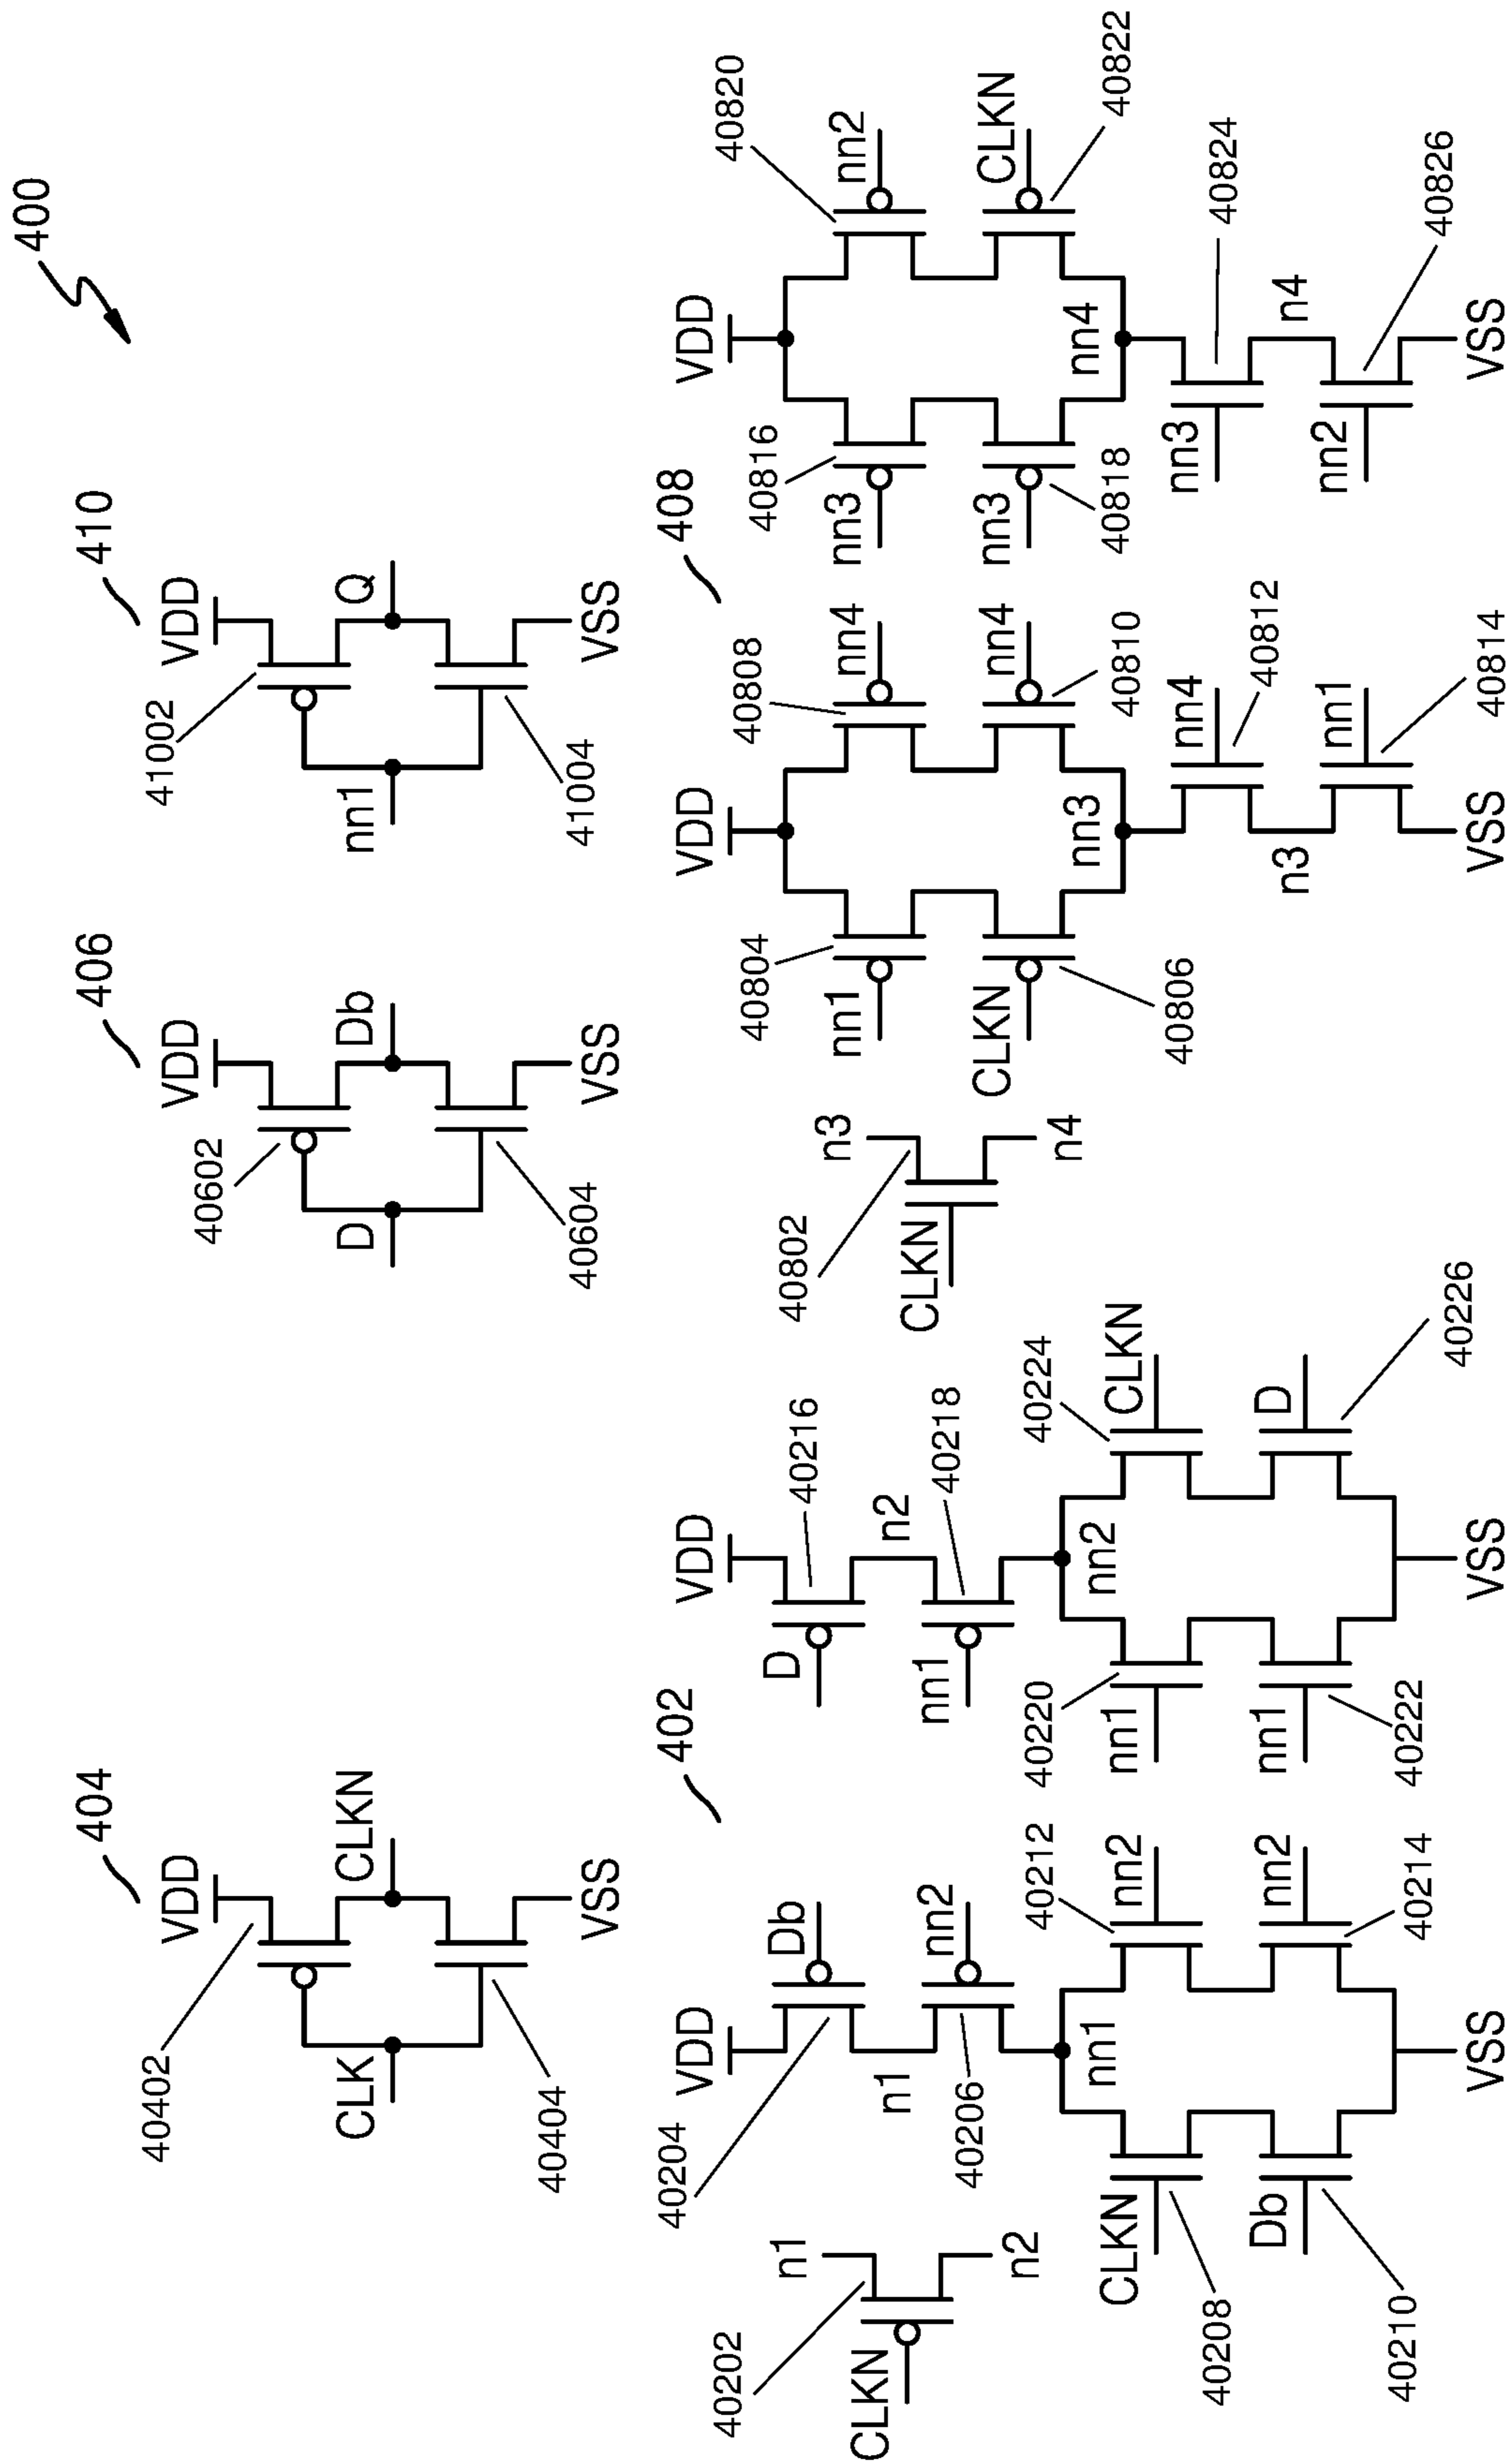 400
404
VDD
40402
CLK
CLKN
40404
VSS
406
VDD
40602
D
Db
40604
VSS
410
VDD
41002
nn1
Q
41004
VSS
402
40202
CLKN
n1
n2
VDD
40204
Db
n1
40206
nn2
nn1
CLKN
40208
Db
40210
40212
nn2
nn2
40214
VSS
VDD
D
40216
n2
nn1
40218
nn2
40220
nn1
nn1
40222
40224
CLKN
D
40226
VSS
408
40802
CLKN
n3
n4
VDD
40804
nn1
CLKN
40806
40808
nn4
nn4
40810
nn3
nn4
40812
n3
nn1
40814
VSS
VDD
40816
nn3
nn3
40818
40820
nn2
CLKN
40822
nn4
nn3
40824
n4
nn2
40826
VSS